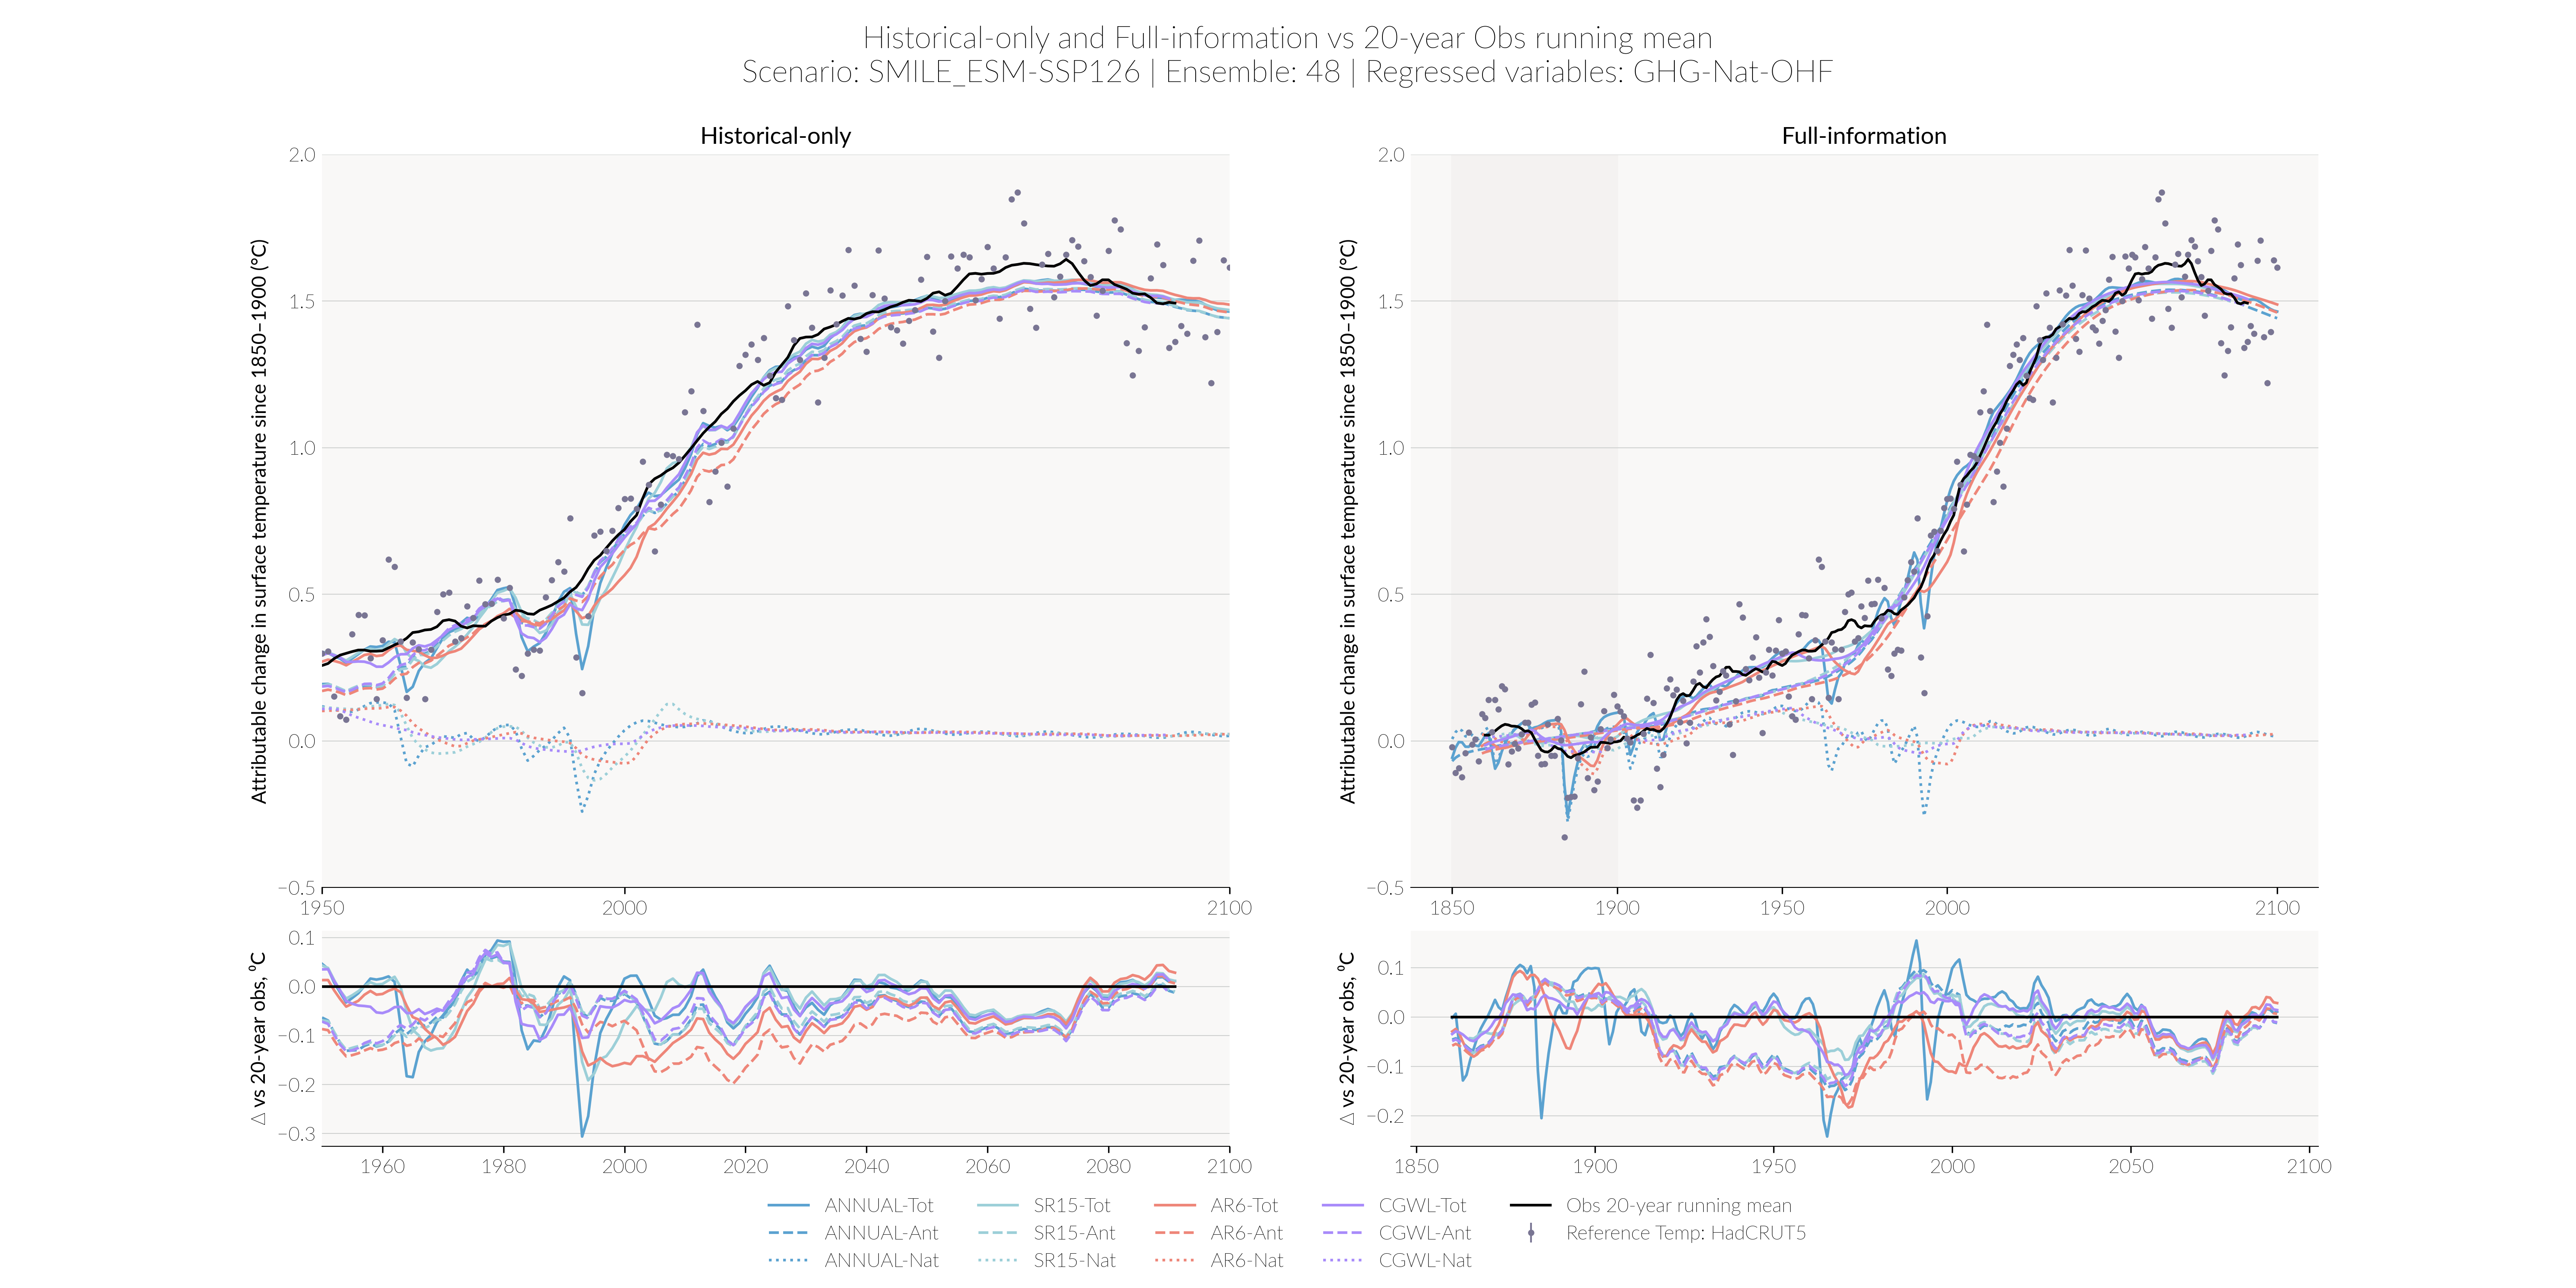 Historical-only and Full-information vs 20-year Obs running mean
Scenario: SMILE_ESM-SSP126 | Ensemble: 48 | Regressed variables: GHG-Nat-OHF
Historical-only
Attributable change in surface temperature since 1850–1900 (°C)
2.0
1.5
1.0
0.5
0.0
−0.5
1950
2000
2100
Full-information
Attributable change in surface temperature since 1850–1900 (°C)
2.0
1.5
1.0
0.5
0.0
−0.5
1850
1900
1950
2000
2100
△ vs 20-year obs, ⁰C
0.1
0.0
−0.1
−0.2
−0.3
1960
1980
2000
2020
2040
2060
2080
2100
△ vs 20-year obs, ⁰C
0.1
0.0
−0.1
−0.2
1850
1900
1950
2000
2050
2100
ANNUAL-Tot
ANNUAL-Ant
ANNUAL-Nat
SR15-Tot
SR15-Ant
SR15-Nat
AR6-Tot
AR6-Ant
AR6-Nat
CGWL-Tot
CGWL-Ant
CGWL-Nat
Obs 20-year running mean
Reference Temp: HadCRUT5